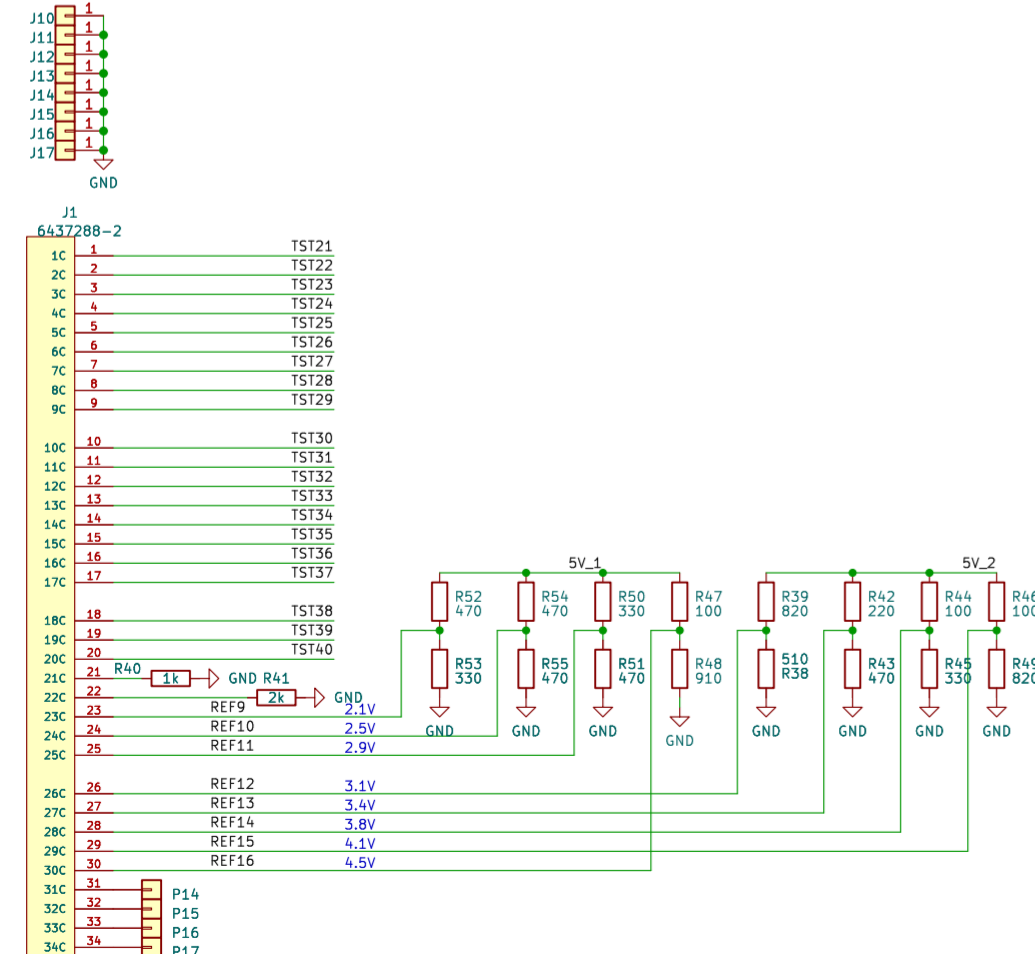 J10 1
J11 1
J12 1
J13 1
J14 1
J15 1
J16 1
J17 1
GND
J1
6437288-2
1C 1 TST21
2C 2 TST22
3C 3 TST23
4C 4 TST24
5C 5 TST25
6C 6 TST26
7C 7 TST27
8C 8 TST28
9C 9 TST29
10C 10 TST30
11C 11 TST31
12C 12 TST32
13C 13 TST33
14C 14 TST34
15C 15 TST35
16C 16 TST36
17C 17 TST37
18C 18 TST38
19C 19 TST39
20C 20 TST40
21C 21 R40 1k GND
22C 22 R41 2k GND
23C 23 REF9 2.1V
24C 24 REF10 2.5V
25C 25 REF11 2.9V
26C 26 REF12 3.1V
27C 27 REF13 3.4V
28C 28 REF14 3.8V
29C 29 REF15 4.1V
30C 30 REF16 4.5V
31C 31 P14
32C 32 P15
33C 33 P16
34C 34 P17
5V_1 5V_2
R52 R54 R50 R47 R39 R42 R44 R46
470 470 330 100 820 220 100 100
R53 R55 R51 R48 510 R43 R45 R49
330 470 470 910 R38 470 330 820
GND GND GND GND GND GND GND GND